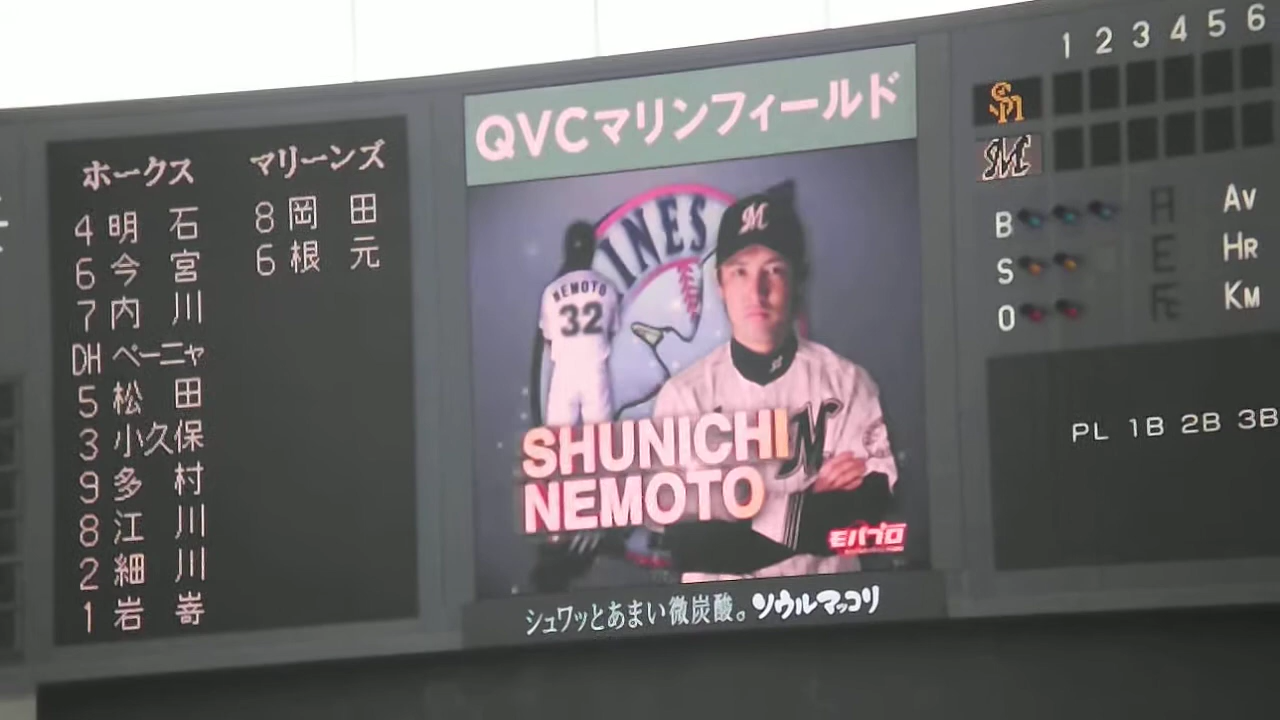 QVCマリンフィールド
ホークス マリーンズ
4 明 石 8 岡 田
6 今 宮 6 根 元
7 内 川
DH ペーニャ
5 松 田
3 小久保
9 多 村
8 江 川
2 細 川
1 岩 嵜
INES
NEMOTO
32
M
SHUNICHI
NEMOTO
モバプロ
シュワッとあまい微炭酸。ソウルマッコリ
1 2 3 4 5 6
SH
M
B H AV
S E HR
O FC KM
PL 1B 2B 3B